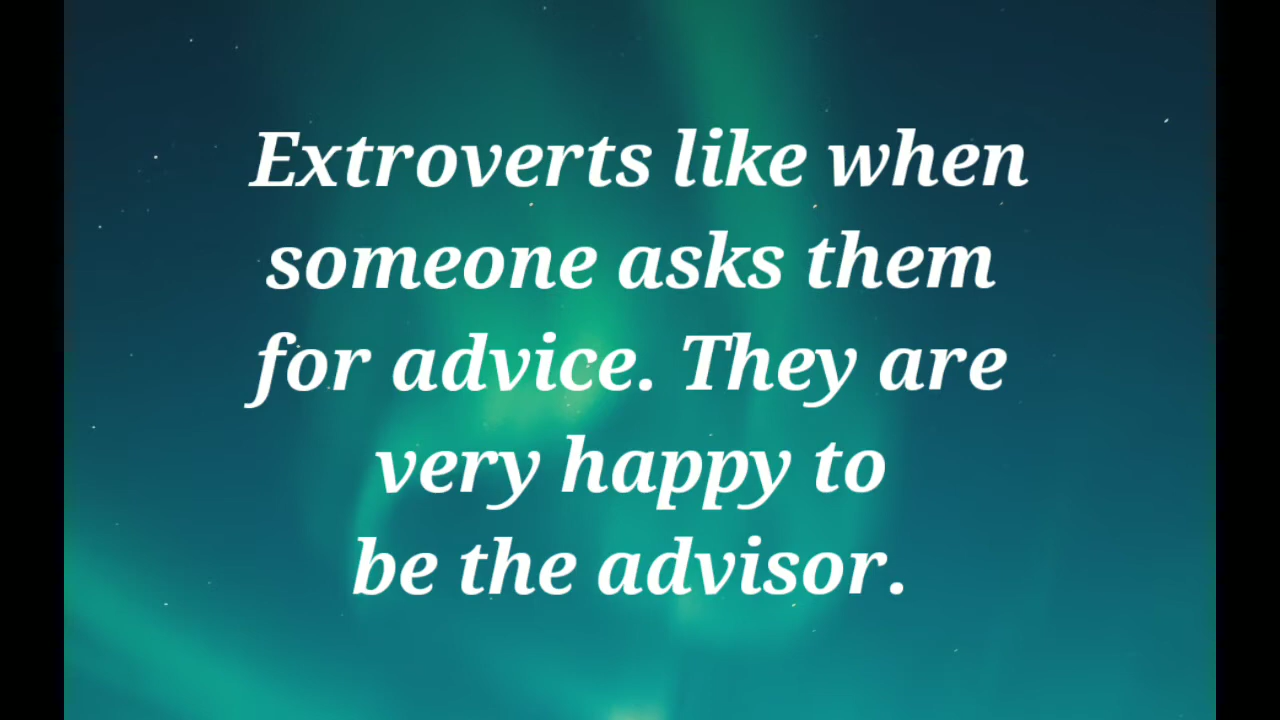 Extroverts like when
someone asks them
for advice. They are
very happy to
be the advisor.